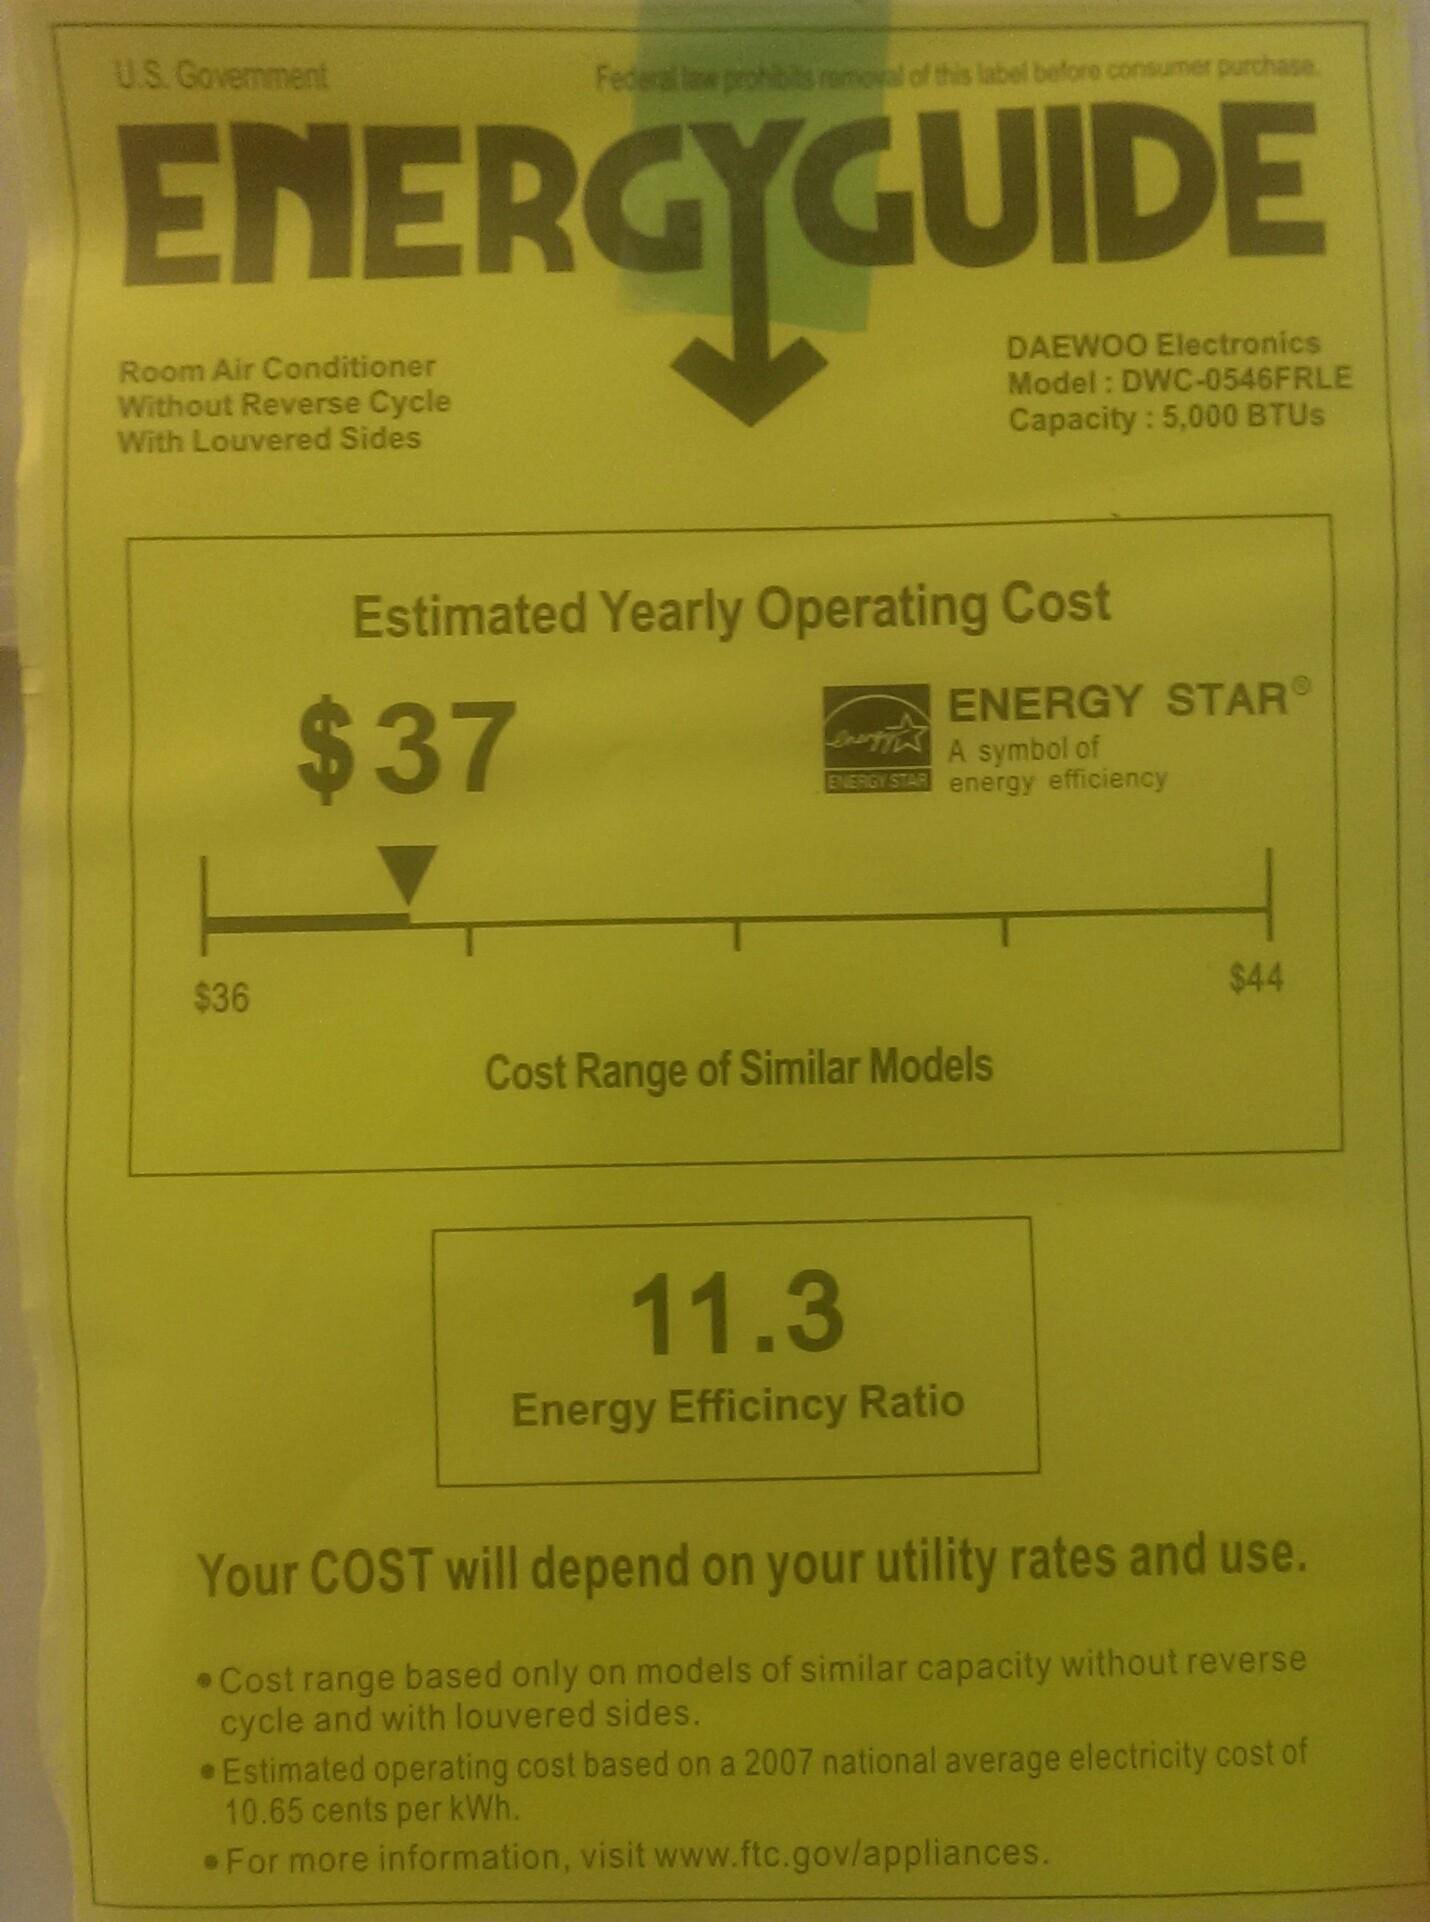 U.S. Government
Federal law prohibits removal of this label before consumer purchase.
ENERGYGUIDE
Room Air Conditioner
Without Reverse Cycle
With Louvered Sides
DAEWOO Electronics
Model : DWC-0546FRLE
Capacity : 5,000 BTUs
Estimated Yearly Operating Cost
$37
energy
ENERGY STAR
ENERGY STAR®
A symbol of
energy efficiency
$36
$44
Cost Range of Similar Models
11.3
Energy Efficincy Ratio
Your COST will depend on your utility rates and use.
• Cost range based only on models of similar capacity without reverse
cycle and with louvered sides.
• Estimated operating cost based on a 2007 national average electricity cost of
10.65 cents per kWh.
• For more information, visit www.ftc.gov/appliances.